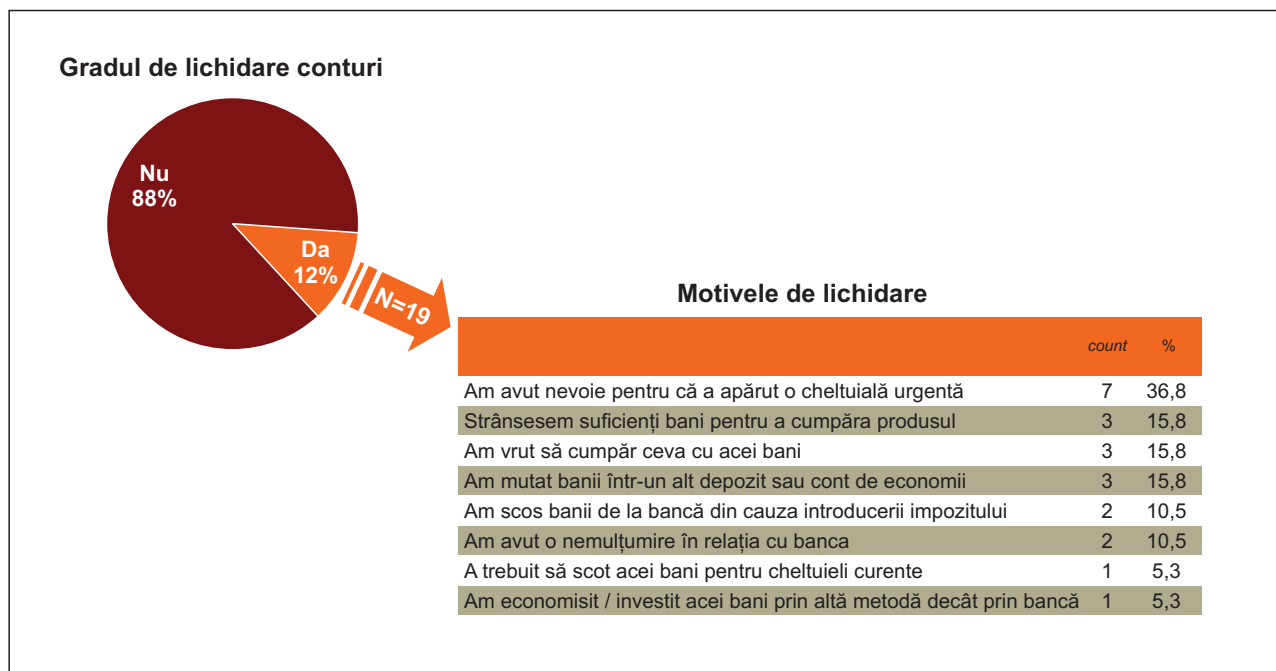 Gradul de lichidare conturi
Nu
88%
Da
12%
N=19
Motivele de lichidare
count %
Am avut nevoie pentru că a apărut o cheltuială urgentă 7 36,8
Strânsesem suficienți bani pentru a cumpăra produsul 3 15,8
Am vrut să cumpăr ceva cu acei bani 3 15,8
Am mutat banii într-un alt depozit sau cont de economii 3 15,8
Am scos banii de la bancă din cauza introducerii impozitului 2 10,5
Am avut o nemulțumire în relația cu banca 2 10,5
A trebuit să scot acei bani pentru cheltuieli curente 1 5,3
Am economisit / investit acei bani prin altă metodă decât prin bancă 1 5,3